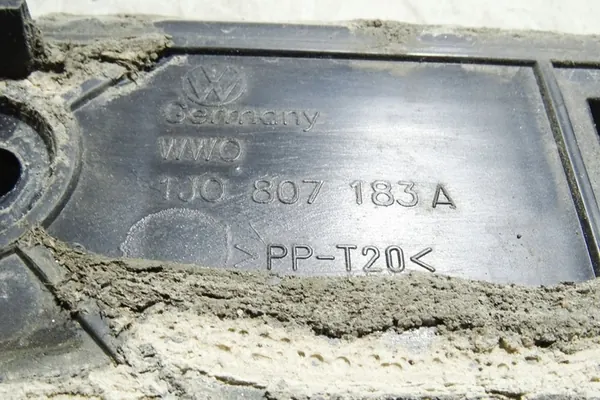 VW
Germany
WWO
1J0 807 183 A
>PP-T20<